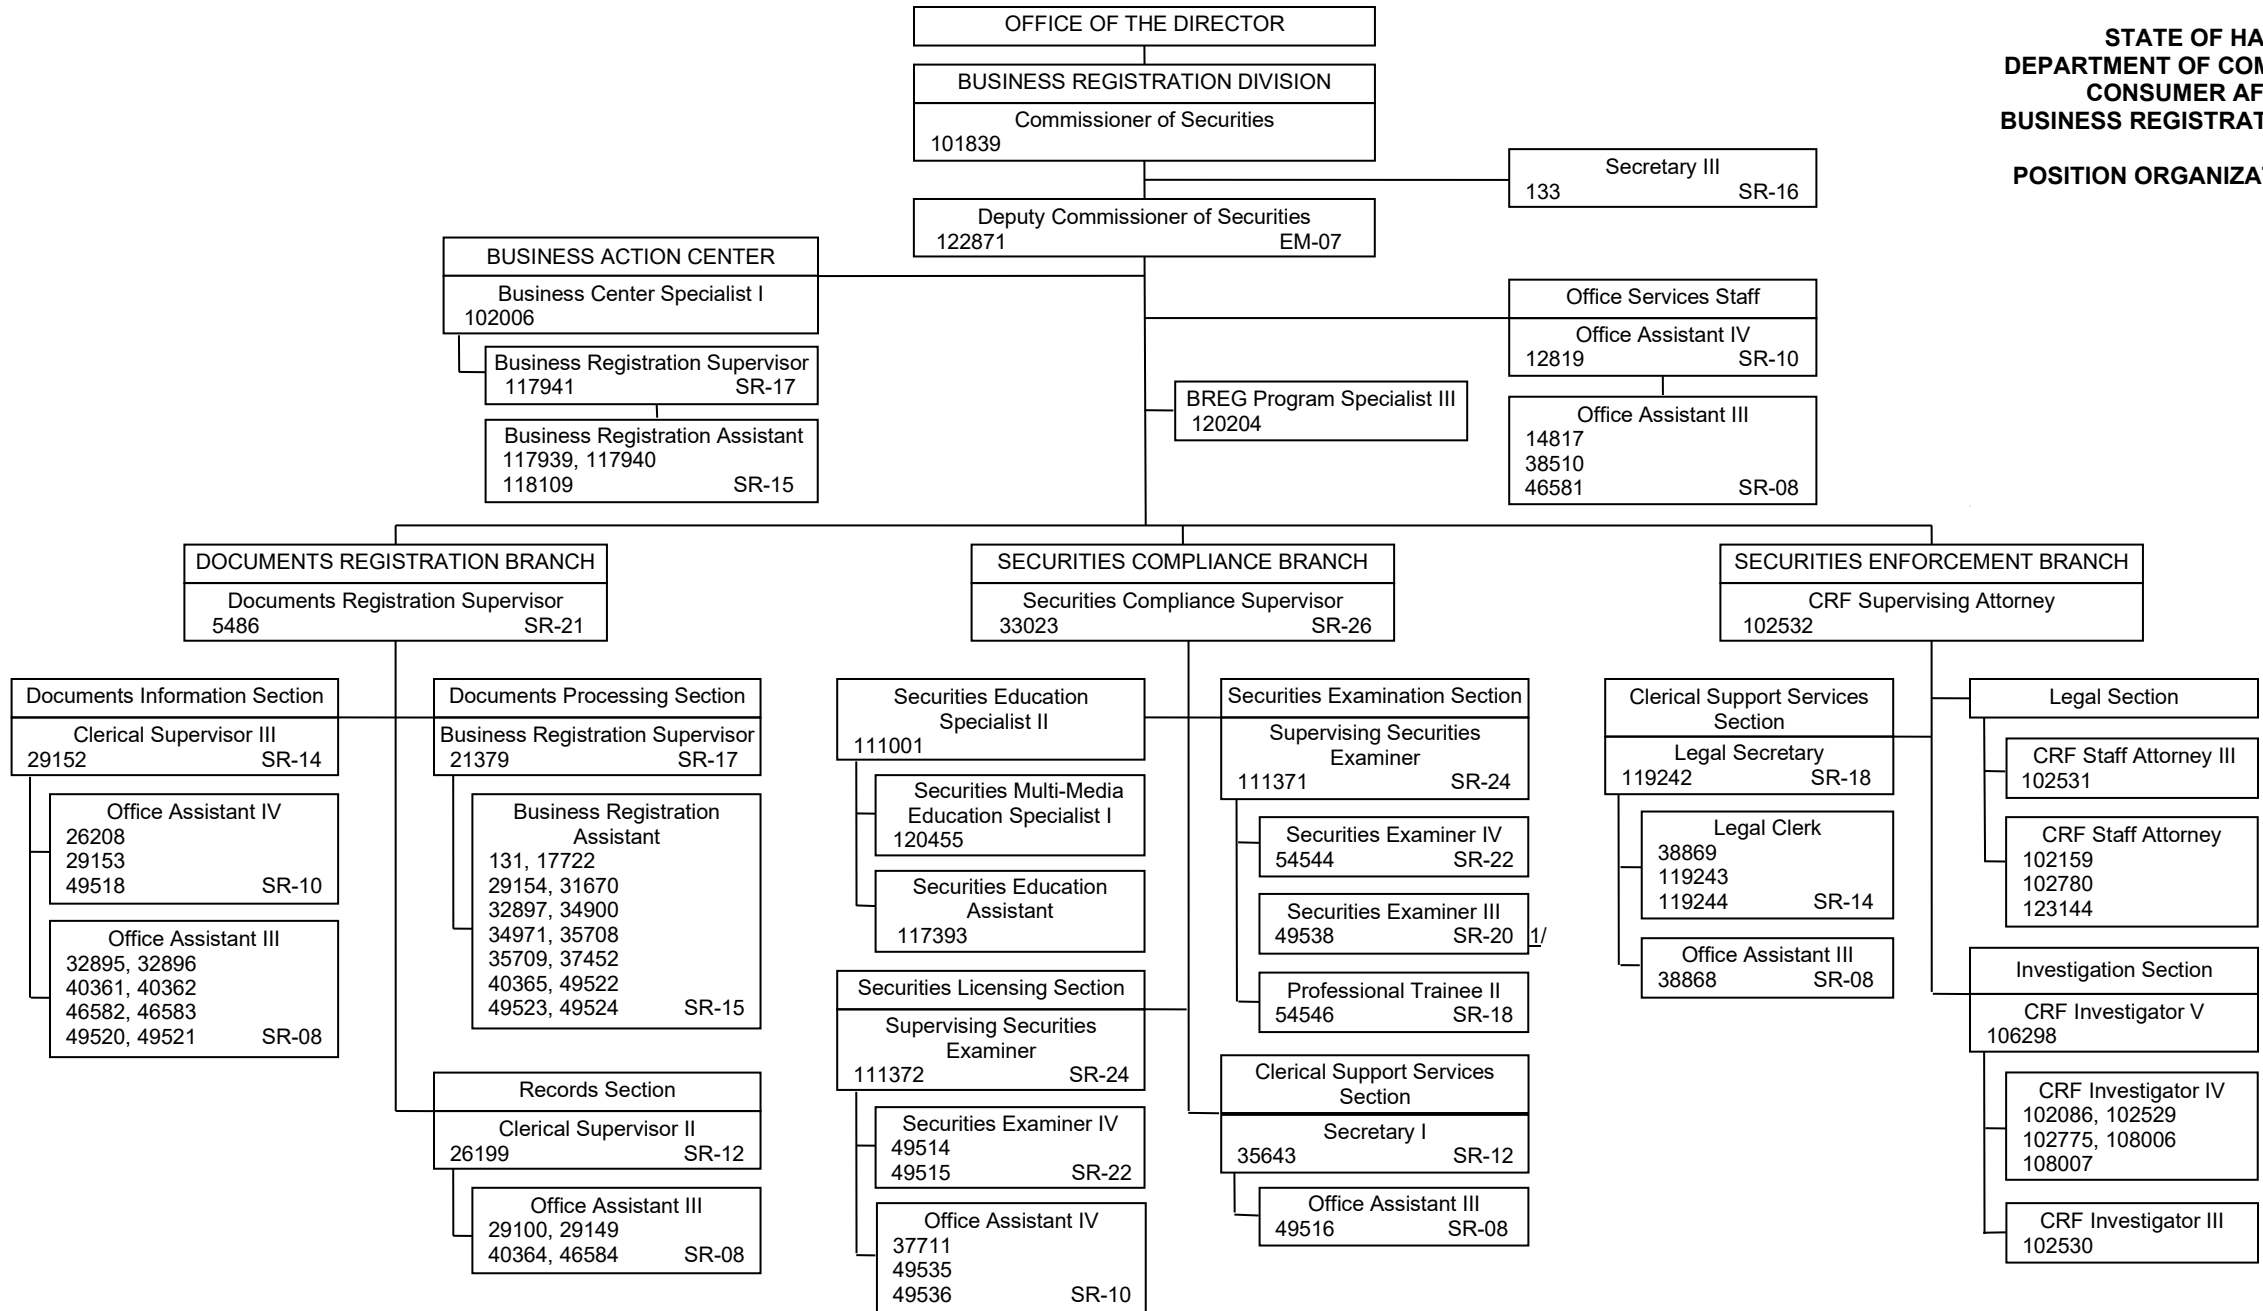 OFFICE OF THE DIRECTOR
BUSINESS REGISTRATION DIVISION
Commissioner of Securities
101839
STATE OF HA
DEPARTMENT OF COM
CONSUMER AF
BUSINESS REGISTRAT
POSITION ORGANIZA
Secretary III
133 SR-16
Deputy Commissioner of Securities
122871 EM-07
BUSINESS ACTION CENTER
Business Center Specialist I
102006
Business Registration Supervisor
117941 SR-17
Business Registration Assistant
117939, 117940
118109 SR-15
Office Services Staff
Office Assistant IV
12819 SR-10
Office Assistant III
14817
38510
46581 SR-08
BREG Program Specialist III
120204
DOCUMENTS REGISTRATION BRANCH
Documents Registration Supervisor
5486 SR-21
Documents Information Section
Clerical Supervisor III
29152 SR-14
Office Assistant IV
26208
29153
49518 SR-10
Office Assistant III
32895, 32896
40361, 40362
46582, 46583
49520, 49521 SR-08
Documents Processing Section
Business Registration Supervisor
21379 SR-17
Business Registration
Assistant
131, 17722
29154, 31670
32897, 34900
34971, 35708
35709, 37452
40365, 49522
49523, 49524 SR-15
Records Section
Clerical Supervisor II
26199 SR-12
Office Assistant III
29100, 29149
40364, 46584 SR-08
SECURITIES COMPLIANCE BRANCH
Securities Compliance Supervisor
33023 SR-26
Securities Education
Specialist II
111001
Securities Multi-Media
Education Specialist I
120455
Securities Education
Assistant
117393
Securities Licensing Section
Supervising Securities
Examiner
111372 SR-24
Securities Examiner IV
49514
49515 SR-22
Office Assistant IV
37711
49535
49536 SR-10
Securities Examination Section
Supervising Securities
Examiner
111371 SR-24
Securities Examiner IV
54544 SR-22
Securities Examiner III
49538 SR-20 1/
Professional Trainee II
54546 SR-18
Clerical Support Services
Section
Secretary I
35643 SR-12
Office Assistant III
49516 SR-08
SECURITIES ENFORCEMENT BRANCH
CRF Supervising Attorney
102532
Clerical Support Services
Section
Legal Secretary
119242 SR-18
Legal Clerk
38869
119243
119244 SR-14
Office Assistant III
38868 SR-08
Legal Section
CRF Staff Attorney III
102531
CRF Staff Attorney
102159
102780
123144
Investigation Section
CRF Investigator V
106298
CRF Investigator IV
102086, 102529
102775, 108006
108007
CRF Investigator III
102530